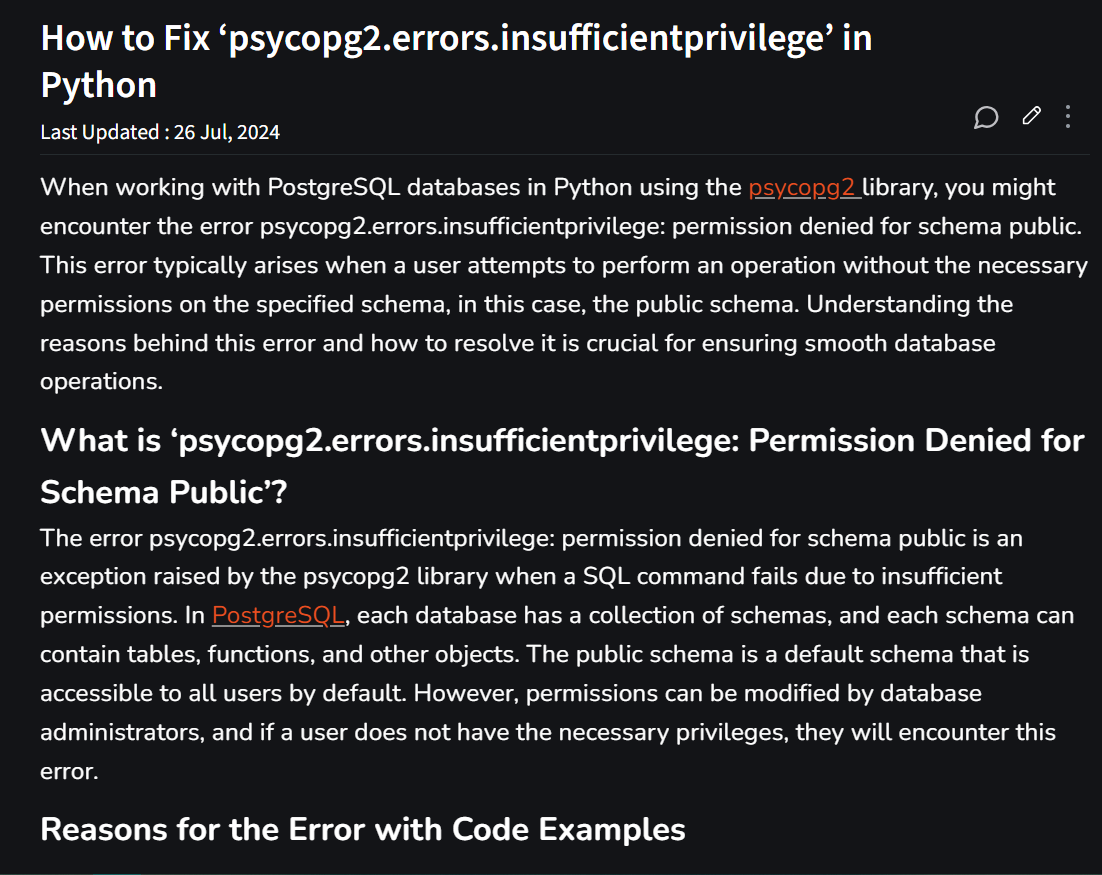 How to Fix ‘psycopg2.errors.insufficientprivilege’ in
Python
Last Updated : 26 Jul, 2024
When working with PostgreSQL databases in Python using the psycopg2 library, you might
encounter the error psycopg2.errors.insufficientprivilege: permission denied for schema public.
This error typically arises when a user attempts to perform an operation without the necessary
permissions on the specified schema, in this case, the public schema. Understanding the
reasons behind this error and how to resolve it is crucial for ensuring smooth database
operations.
What is ‘psycopg2.errors.insufficientprivilege: Permission Denied for
Schema Public’?
The error psycopg2.errors.insufficientprivilege: permission denied for schema public is an
exception raised by the psycopg2 library when a SQL command fails due to insufficient
permissions. In PostgreSQL, each database has a collection of schemas, and each schema can
contain tables, functions, and other objects. The public schema is a default schema that is
accessible to all users by default. However, permissions can be modified by database
administrators, and if a user does not have the necessary privileges, they will encounter this
error.
Reasons for the Error with Code Examples